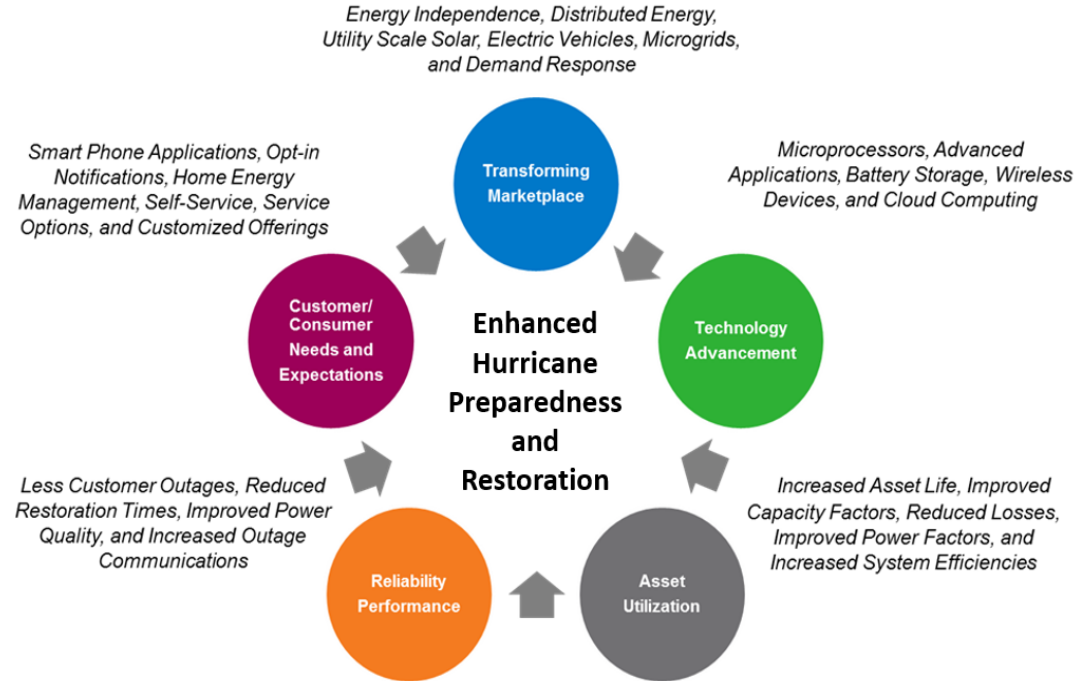 Energy Independence, Distributed Energy,
Utility Scale Solar, Electric Vehicles, Microgrids,
and Demand Response
Transforming
Marketplace
Smart Phone Applications, Opt-in
Notifications, Home Energy
Management, Self-Service, Service
Options, and Customized Offerings
Microprocessors, Advanced
Applications, Battery Storage, Wireless
Devices, and Cloud Computing
Customer/
Consumer
Needs and
Expectations
Enhanced
Hurricane
Preparedness
and
Restoration
Technology
Advancement
Less Customer Outages, Reduced
Restoration Times, Improved Power
Quality, and Increased Outage
Communications
Increased Asset Life, Improved
Capacity Factors, Reduced Losses,
Improved Power Factors, and
Increased System Efficiencies
Reliability
Performance
Asset
Utilization